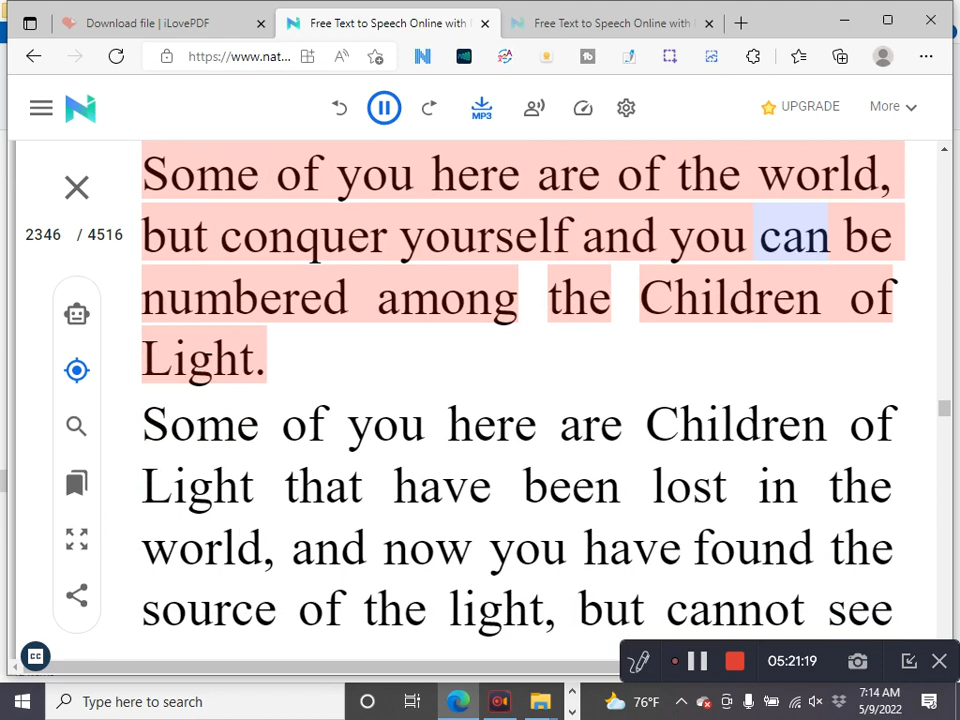 Download file | iLovePDF
Free Text to Speech Online with
Free Text to Speech Online with
https://www.nat...
MP3
UPGRADE
More
Some of you here are of the world,
2346 / 4516
but conquer yourself and you can be
numbered among the Children of
Light.
Some of you here are Children of
Light that have been lost in the
world, and now you have found the
source of the light, but cannot see
CC
05:21:19
Type here to search
76°F
7:14 AM
5/9/2022